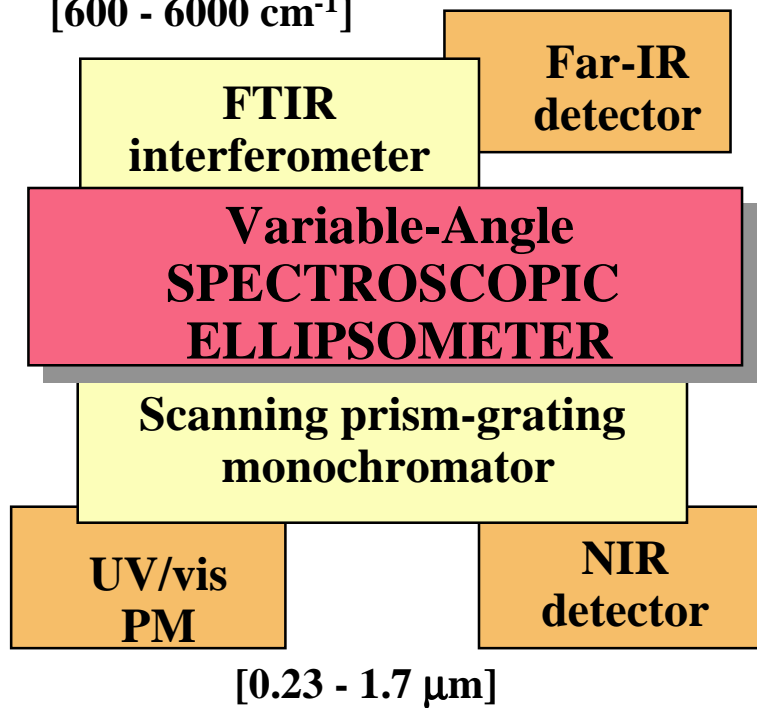 [600 - 6000 cm⁻¹]
Far-IR
detector
FTIR
interferometer
Variable-Angle
SPECTROSCOPIC
ELLIPSOMETER
Scanning prism-grating
monochromator
UV/vis
PM
NIR
detector
[0.23 - 1.7 μm]